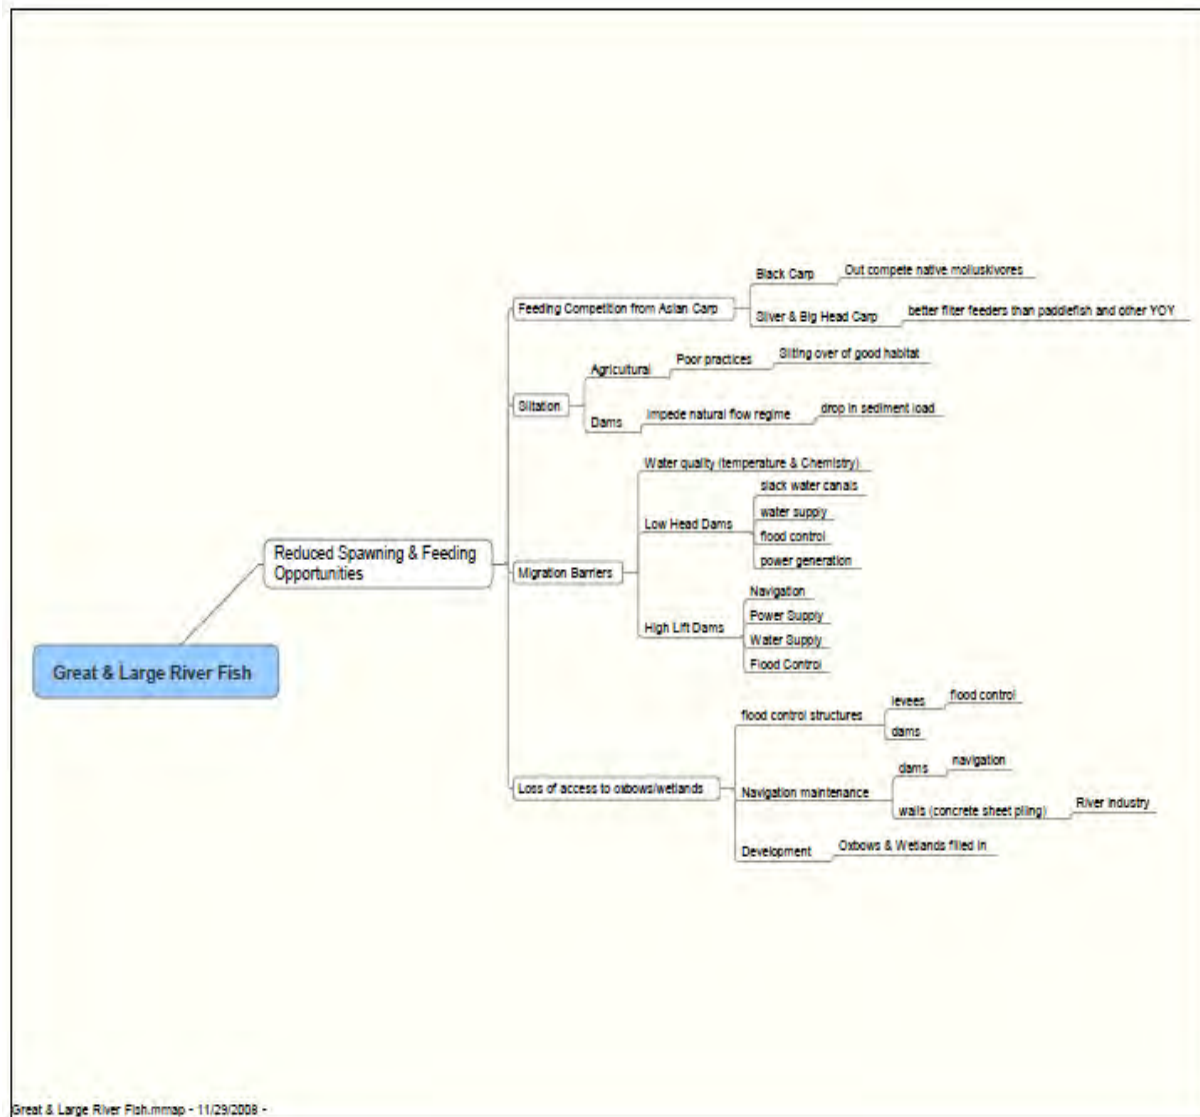 Great & Large River Fish
Reduced Spawning & Feeding
Opportunities
Feeding Competition from Asian Carp
Black Carp
Out compete native molluskivores
Silver & Big Head Carp
better filter feeders than paddlefish and other YOY
Siltation
Agricultural
Poor practices
Silting over of good habitat
Dams
impede natural flow regime
drop in sediment load
Migration Barriers
Water quality (temperature & Chemistry)
Low Head Dams
slack water canals
water supply
flood control
power generation
High Lift Dams
Navigation
Power Supply
Water Supply
Flood Control
Loss of access to oxbows/wetlands
flood control structures
levees
flood control
dams
Navigation maintenance
dams
navigation
walls (concrete sheet piling)
River Industry
Development
Oxbows & Wetlands filled in
Great & Large River Fish.mmap - 11/29/2008 -